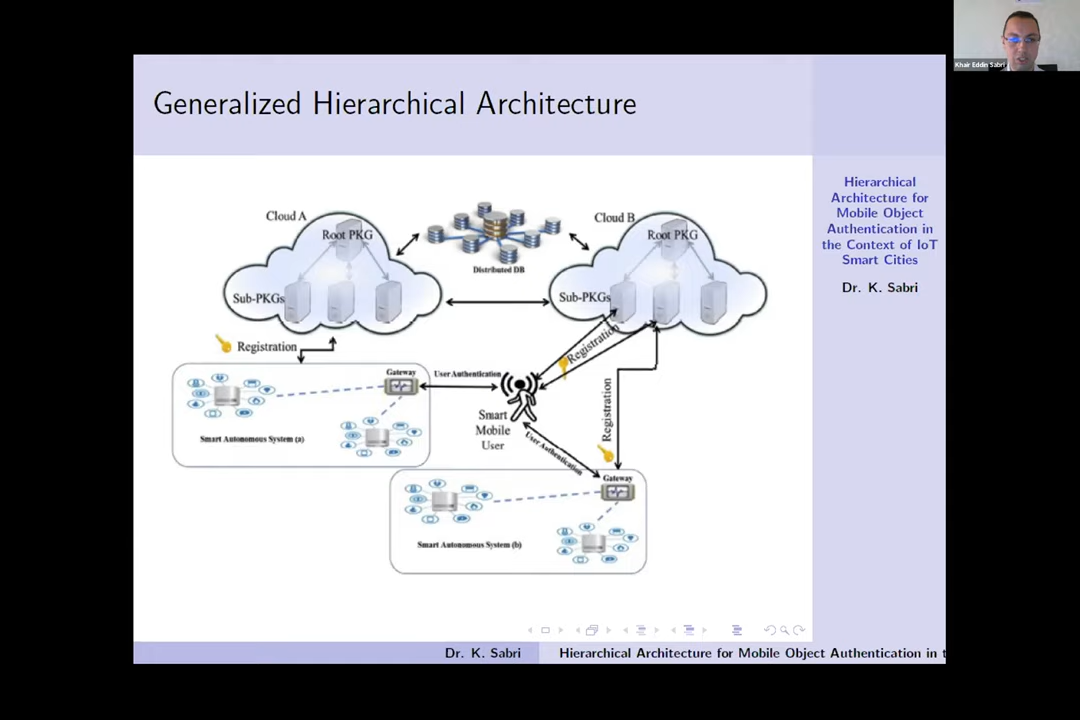 Khair Eddin Sabri
Generalized Hierarchical Architecture
Hierarchical
Architecture for
Mobile Object
Authentication in
the Context of IoT
Smart Cities
Dr. K. Sabri
Cloud A
Root PKG
Sub-PKGs
Distributed DB
Cloud B
Root PKG
Sub-PKGs
Registration
Registration
Registration
Gateway
User Authentication
Smart
Mobile
User
Smart Autonomous System (a)
User Authentication
Gateway
Smart Autonomous System (b)
Dr. K. Sabri
Hierarchical Architecture for Mobile Object Authentication in t